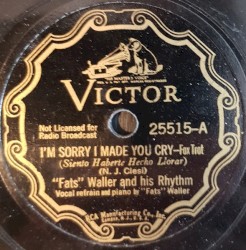 "HIS MASTER'S VOICE"
VICTOR
Not Licensed for
Radio Broadcast
25515-A
I'M SORRY I MADE YOU CRY—Fox Trot
(Siento Haberte Hecho Llorar)
(N. J. Clesi)
"Fats" Waller and his Rhythm
Vocal refrain and piano by "Fats" Waller
RCA Manufacturing Co., Inc.
Camden, N.J., U.S.A.